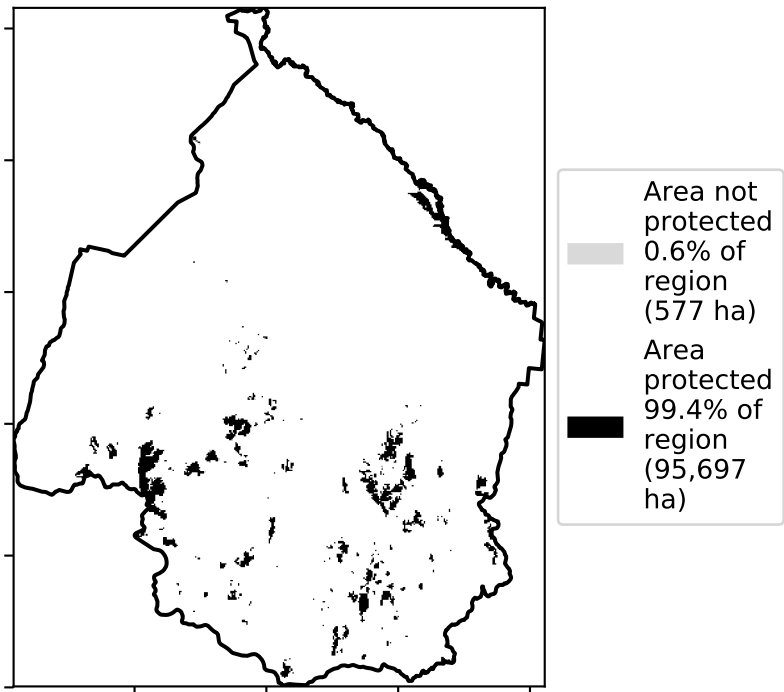 Area not
protected
0.6% of
region
(577 ha)
Area
protected
99.4% of
region
(95,697
ha)